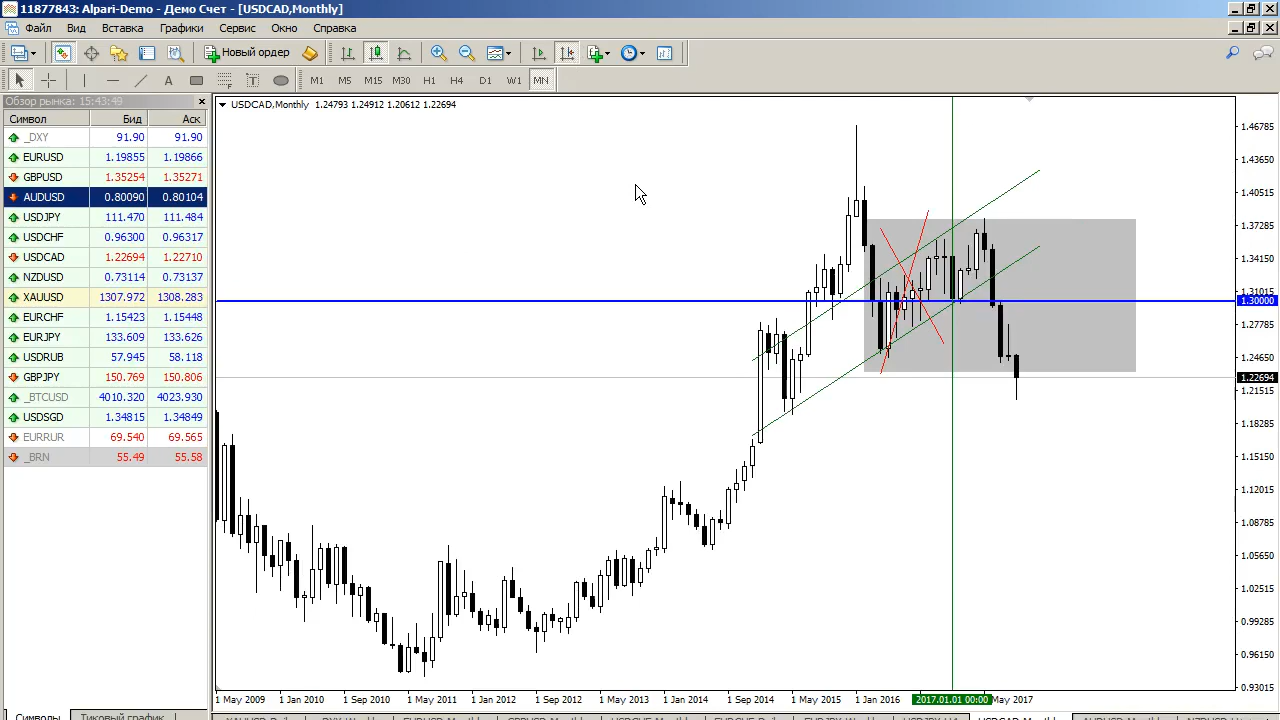 11877843: Alpari-Demo - Демо Счет - [USDCAD,Monthly]
Файл Вид Вставка Графики Сервис Окно Справка
Новый ордер
A T M1 M5 M15 M30 H1 H4 D1 W1 MN
Обзор рынка: 15:43:49
Символ Бид Аск
_DXY 91.90 91.90
EURUSD 1.19855 1.19866
GBPUSD 1.35254 1.35271
AUDUSD 0.80090 0.80104
USDJPY 111.470 111.484
USDCHF 0.96300 0.96317
USDCAD 1.22694 1.22710
NZDUSD 0.73114 0.73137
XAUUSD 1307.972 1308.283
EURCHF 1.15423 1.15448
EURJPY 133.609 133.626
USDRUB 57.945 58.118
GBPJPY 150.769 150.806
_BTCUSD 4010.320 4023.930
USDSGD 1.34815 1.34849
EURRUR 69.540 69.565
_BRN 55.49 55.58
Символы Тиковый график
USDCAD,Monthly 1.24793 1.24912 1.20612 1.22694
1.46785
1.43650
1.40515
1.37285
1.34150
1.31015
1.30000
1.27785
1.24650
1.22694
1.21515
1.18285
1.15150
1.12015
1.08785
1.05650
1.02515
0.99285
0.96150
0.93015
1 May 2009 1 Jan 2010 1 Sep 2010 1 May 2011 1 Jan 2012 1 Sep 2012 1 May 2013 1 Jan 2014 1 Sep 2014 1 May 2015 1 Jan 2016 2017.01.01 00:00 May 2017